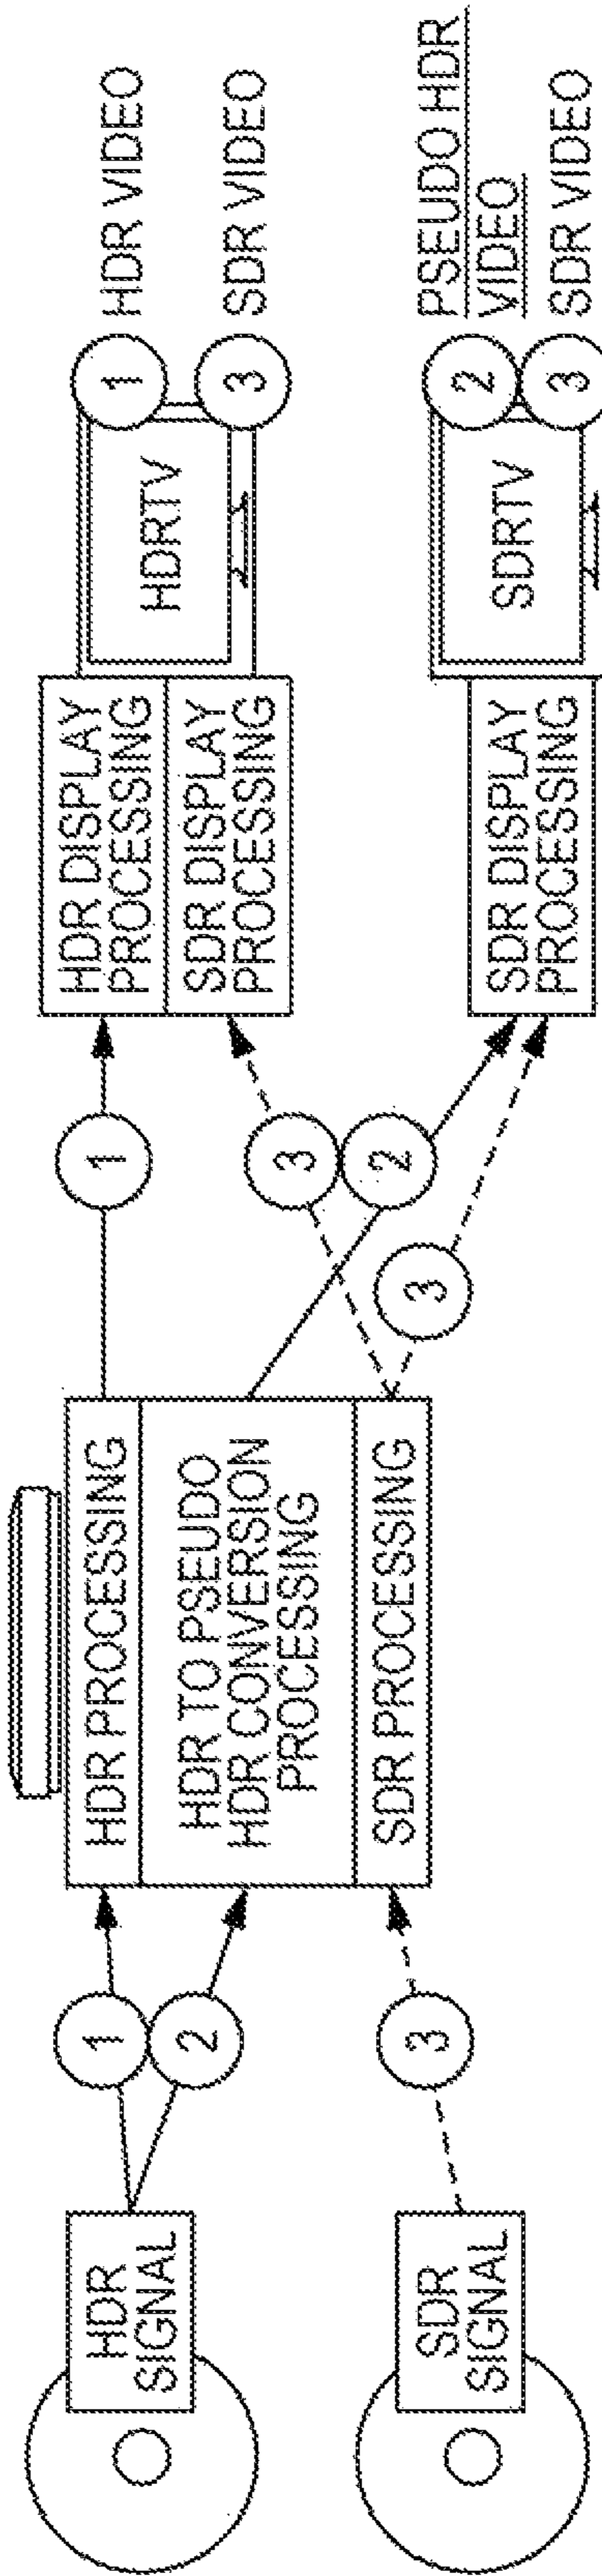 HDR
SIGNAL
SDR
SIGNAL
1
2
3
HDR PROCESSING
HDR TO PSEUDO
HDR CONVERSION
PROCESSING
SDR PROCESSING
1
3
2
3
HDR DISPLAY
PROCESSING
SDR DISPLAY
PROCESSING
SDR DISPLAY
PROCESSING
HDRTV
SDRTV
1
3
2
3
HDR VIDEO
SDR VIDEO
PSEUDO HDR
VIDEO
SDR VIDEO